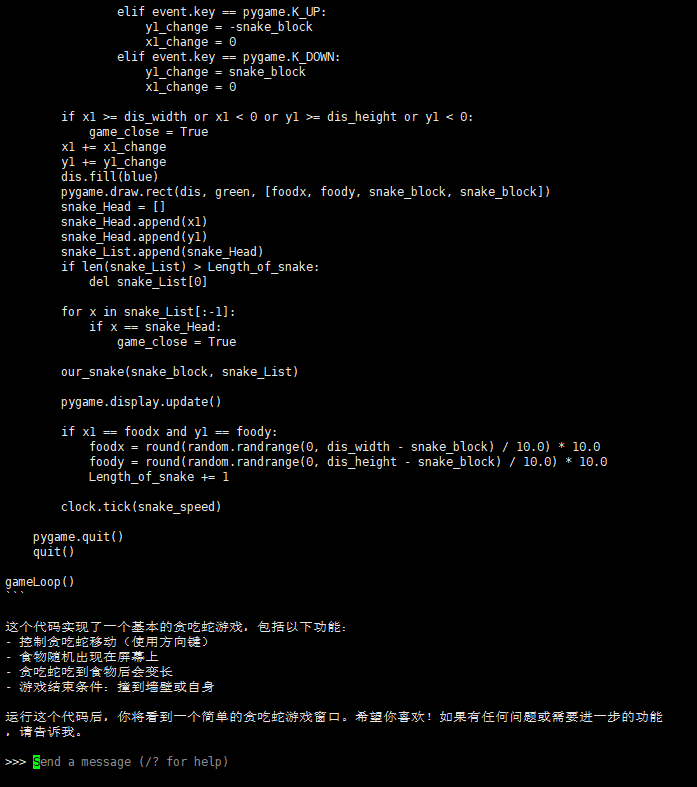 elif event.key == pygame.K_UP:
                    y1_change = -snake_block
                    x1_change = 0
                elif event.key == pygame.K_DOWN:
                    y1_change = snake_block
                    x1_change = 0

        if x1 >= dis_width or x1 < 0 or y1 >= dis_height or y1 < 0:
            game_close = True
        x1 += x1_change
        y1 += y1_change
        dis.fill(blue)
        pygame.draw.rect(dis, green, [foodx, foody, snake_block, snake_block])
        snake_Head = []
        snake_Head.append(x1)
        snake_Head.append(y1)
        snake_List.append(snake_Head)
        if len(snake_List) > Length_of_snake:
            del snake_List[0]

        for x in snake_List[:-1]:
            if x == snake_Head:
                game_close = True

        our_snake(snake_block, snake_List)

        pygame.display.update()

        if x1 == foodx and y1 == foody:
            foodx = round(random.randrange(0, dis_width - snake_block) / 10.0) * 10.0
            foody = round(random.randrange(0, dis_height - snake_block) / 10.0) * 10.0
            Length_of_snake += 1

        clock.tick(snake_speed)

    pygame.quit()
    quit()

gameLoop()
```

这个代码实现了一个基本的贪吃蛇游戏，包括以下功能：
- 控制贪吃蛇移动（使用方向键）
- 食物随机出现在屏幕上
- 贪吃蛇吃到食物后会变长
- 游戏结束条件：撞到墙壁或自身

运行这个代码后，你将看到一个简单的贪吃蛇游戏窗口。希望你喜欢！如果有任何问题或需要进一步的功能
，请告诉我。

>>> Send a message (/? for help)